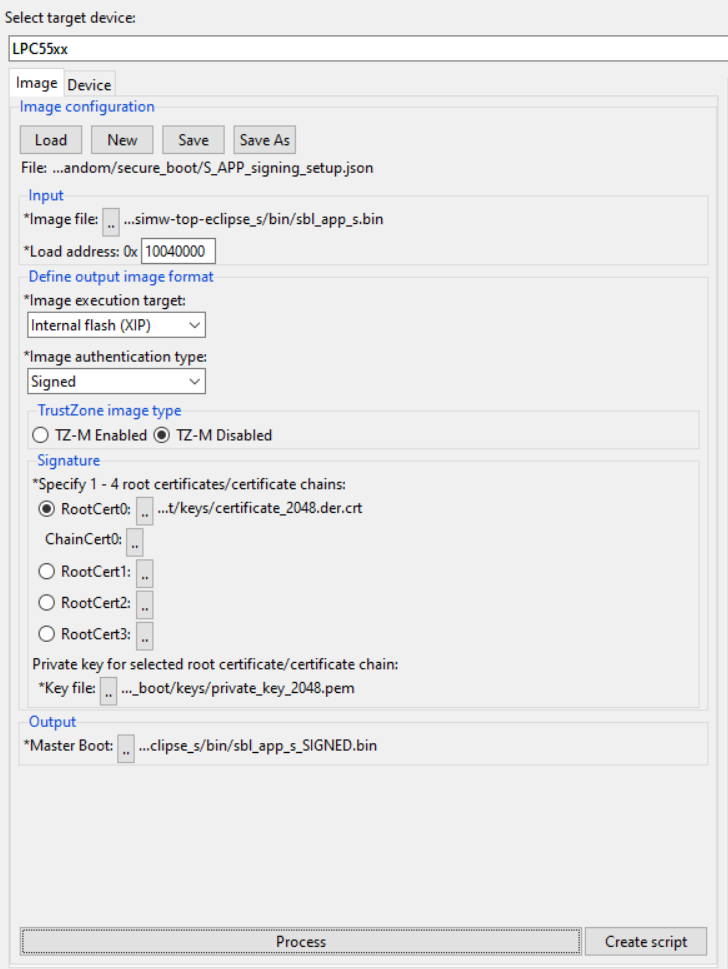 Select target device:
LPC55xx
Image Device
Image configuration
Load New Save Save As
File: ...andom/secure_boot/S_APP_signing_setup.json
Input
*Image file: .. ...simw-top-eclipse_s/bin/sbl_app_s.bin
*Load address: 0x 10040000
Define output image format
*Image execution target:
Internal flash (XIP)
*Image authentication type:
Signed
TrustZone image type
TZ-M Enabled TZ-M Disabled
Signature
*Specify 1 - 4 root certificates/certificate chains:
RootCert0: .. ...t/keys/certificate_2048.der.crt
ChainCert0: ..
RootCert1: ..
RootCert2: ..
RootCert3: ..
Private key for selected root certificate/certificate chain:
*Key file: .. ..._boot/keys/private_key_2048.pem
Output
*Master Boot: .. ...clipse_s/bin/sbl_app_s_SIGNED.bin
Process Create script